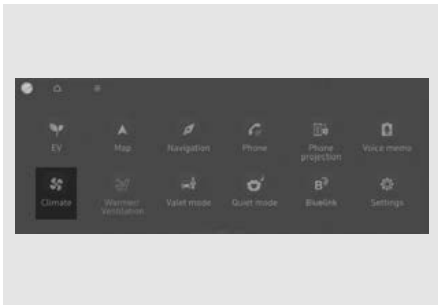 EV Map Navigation Phone Phone projection Voice memo
Climate Warmer/ Ventilation Valet mode Quiet mode Bluelink Settings